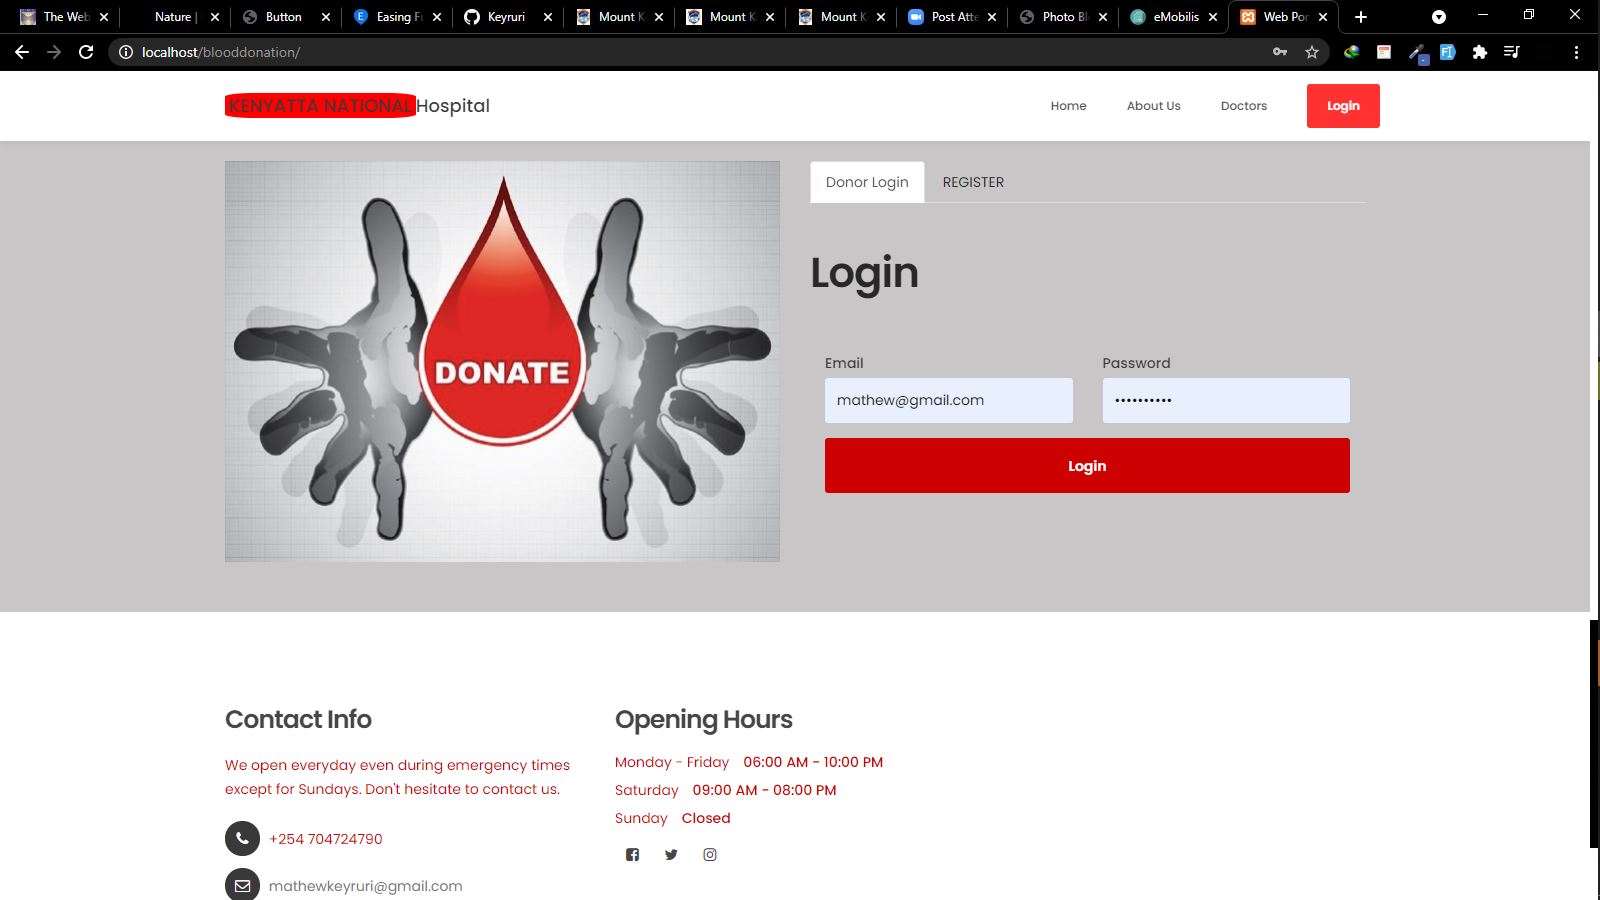 The Web
Nature |
Button
Easing Fu
Keyruri
Mount K
Mount K
Mount K
Post Atte
Photo Bl
eMobilis
Web Por
localhost/blooddonation/
KENYATTA NATIONAL Hospital
Home
About Us
Doctors
Login
DONATE
Donor Login
REGISTER
Login
Email
Password
mathew@gmail.com
••••••••••
Login
Contact Info
We open everyday even during emergency times
except for Sundays. Don't hesitate to contact us.
+254 704724790
mathewkeyruri@gmail.com
Opening Hours
Monday - Friday 06:00 AM - 10:00 PM
Saturday 09:00 AM - 08:00 PM
Sunday Closed